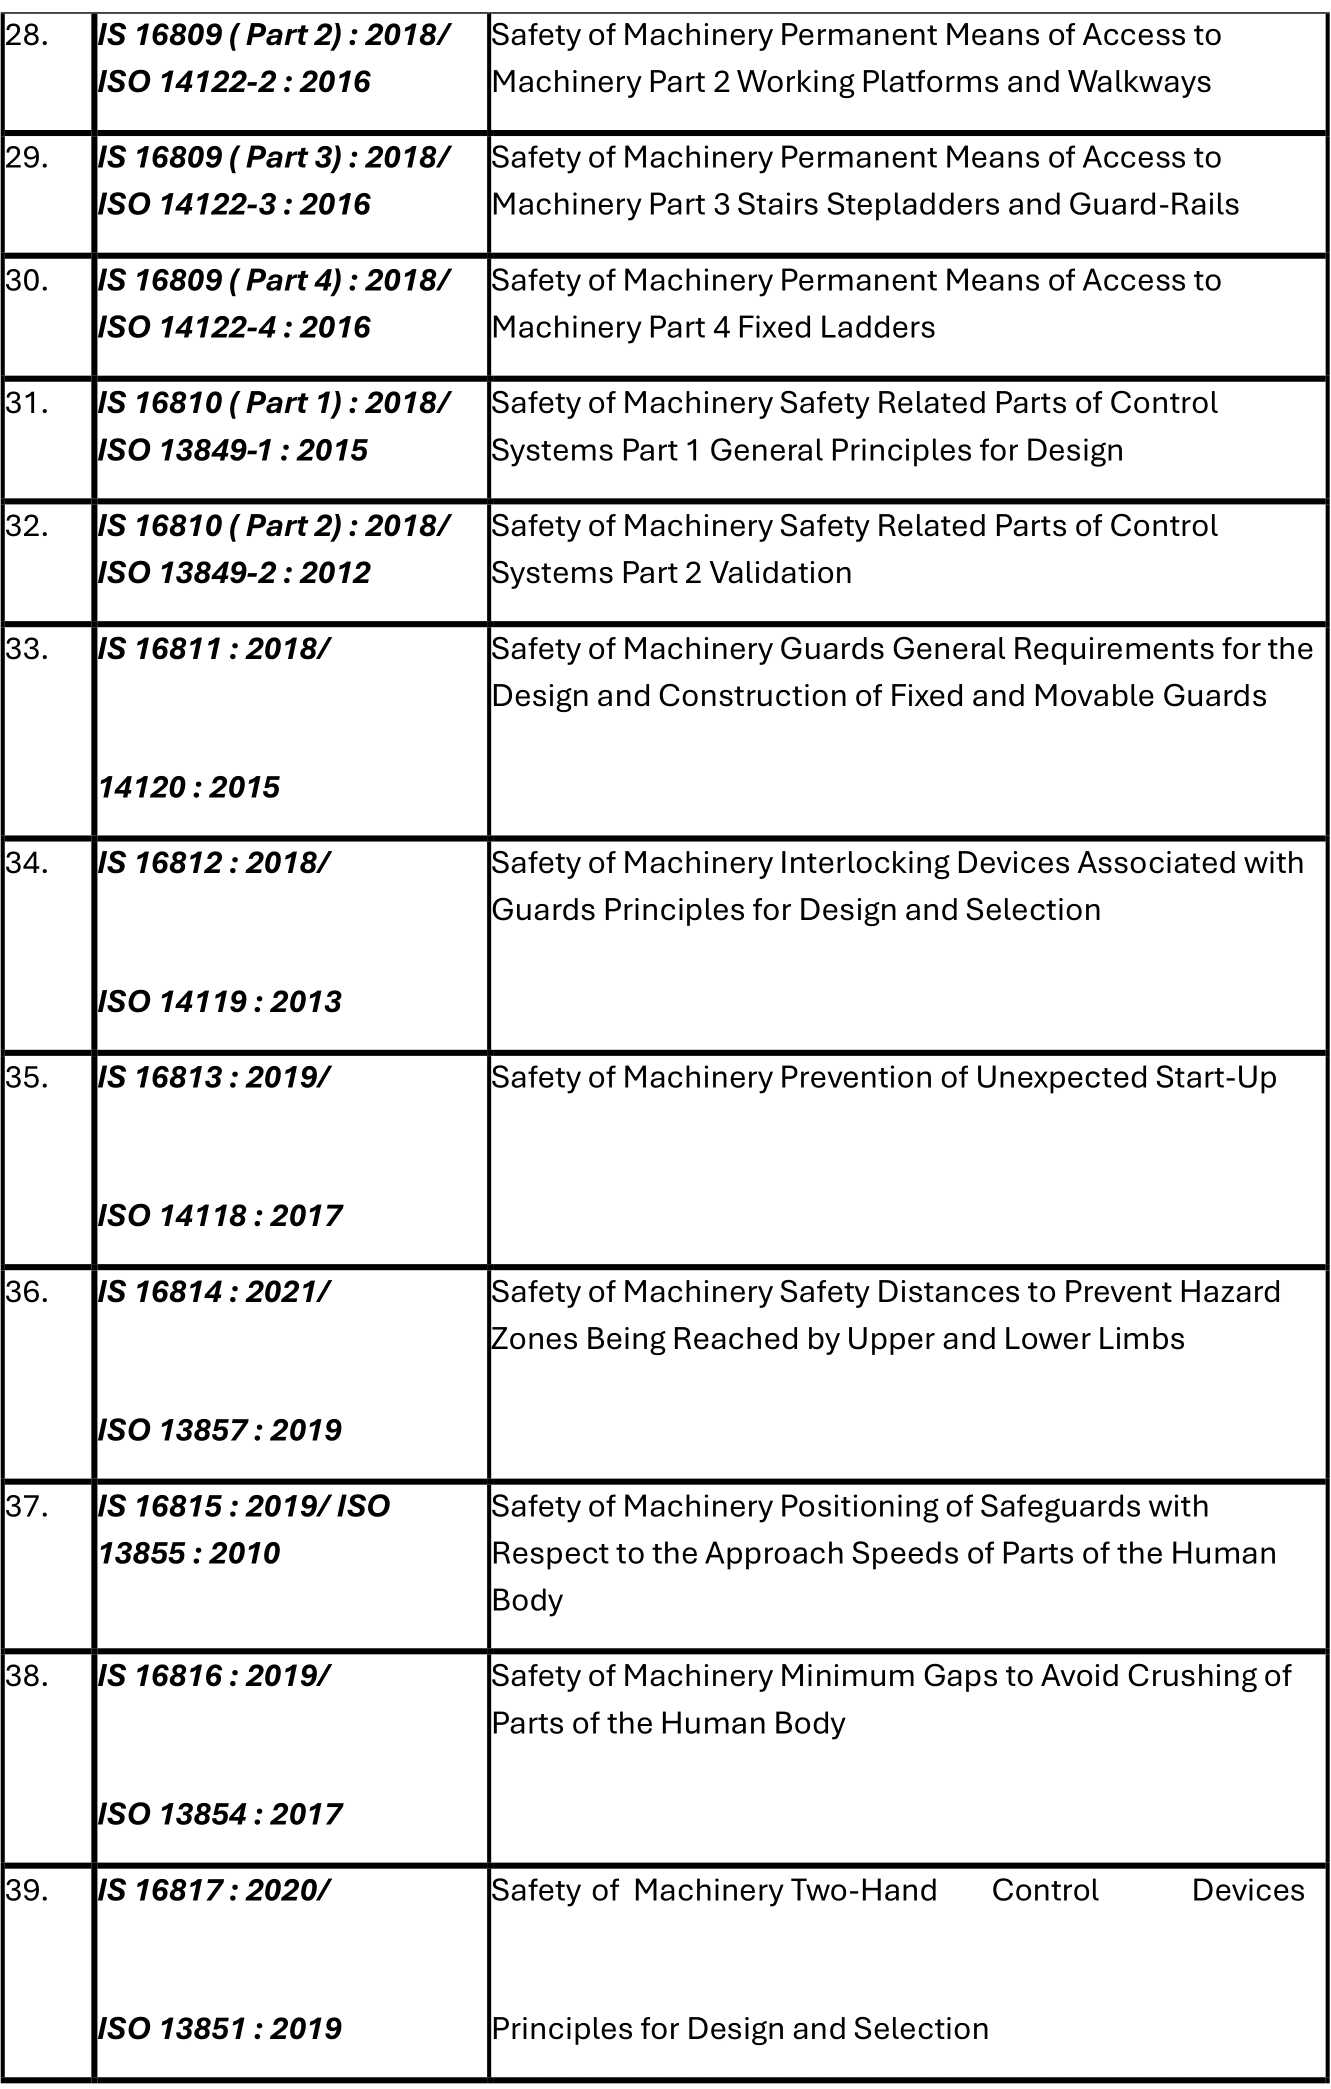 28.
IS 16809 ( Part 2) : 2018/
ISO 14122-2 : 2016
Safety of Machinery Permanent Means of Access to
Machinery Part 2 Working Platforms and Walkways
29.
IS 16809 ( Part 3) : 2018/
ISO 14122-3 : 2016
Safety of Machinery Permanent Means of Access to
Machinery Part 3 Stairs Stepladders and Guard-Rails
30.
IS 16809 ( Part 4) : 2018/
ISO 14122-4 : 2016
Safety of Machinery Permanent Means of Access to
Machinery Part 4 Fixed Ladders
31.
IS 16810 ( Part 1) : 2018/
ISO 13849-1 : 2015
Safety of Machinery Safety Related Parts of Control
Systems Part 1 General Principles for Design
32.
IS 16810 ( Part 2) : 2018/
ISO 13849-2 : 2012
Safety of Machinery Safety Related Parts of Control
Systems Part 2 Validation
33.
IS 16811 : 2018/
14120 : 2015
Safety of Machinery Guards General Requirements for the
Design and Construction of Fixed and Movable Guards
34.
IS 16812 : 2018/
ISO 14119 : 2013
Safety of Machinery Interlocking Devices Associated with
Guards Principles for Design and Selection
35.
IS 16813 : 2019/
ISO 14118 : 2017
Safety of Machinery Prevention of Unexpected Start-Up
36.
IS 16814 : 2021/
ISO 13857 : 2019
Safety of Machinery Safety Distances to Prevent Hazard
Zones Being Reached by Upper and Lower Limbs
37.
IS 16815 : 2019/ ISO
13855 : 2010
Safety of Machinery Positioning of Safeguards with
Respect to the Approach Speeds of Parts of the Human
Body
38.
IS 16816 : 2019/
ISO 13854 : 2017
Safety of Machinery Minimum Gaps to Avoid Crushing of
Parts of the Human Body
39.
IS 16817 : 2020/
ISO 13851 : 2019
Safety of Machinery Two-Hand Control Devices
Principles for Design and Selection